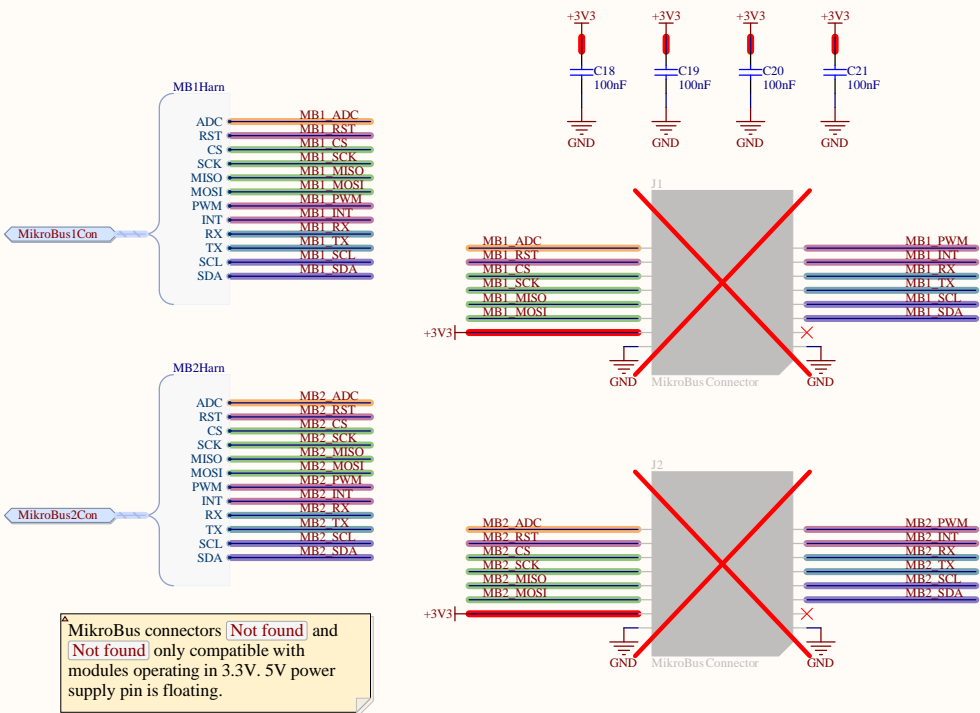 +3V3
+3V3
+3V3
+3V3
C18
100nF
C19
100nF
C20
100nF
C21
100nF
GND
GND
GND
GND
MB1Harn
ADC
MB1_ADC
RST
MB1_RST
CS
MB1_CS
SCK
MB1_SCK
MISO
MB1_MISO
MOSI
MB1_MOSI
PWM
MB1_PWM
INT
MB1_INT
RX
MB1_RX
TX
MB1_TX
SCL
MB1_SCL
SDA
MB1_SDA
MikroBus1Con
J1
MB1_ADC
MB1_RST
MB1_CS
MB1_SCK
MB1_MISO
MB1_MOSI
+3V3
GND
MikroBus Connector
MB1_PWM
MB1_INT
MB1_RX
MB1_TX
MB1_SCL
MB1_SDA
GND
MB2Harn
ADC
MB2_ADC
RST
MB2_RST
CS
MB2_CS
SCK
MB2_SCK
MISO
MB2_MISO
MOSI
MB2_MOSI
PWM
MB2_PWM
INT
MB2_INT
RX
MB2_RX
TX
MB2_TX
SCL
MB2_SCL
SDA
MB2_SDA
MikroBus2Con
J2
MB2_ADC
MB2_RST
MB2_CS
MB2_SCK
MB2_MISO
MB2_MOSI
+3V3
GND
MikroBus Connector
MB2_PWM
MB2_INT
MB2_RX
MB2_TX
MB2_SCL
MB2_SDA
GND
MikroBus connectors Not found and
Not found only compatible with
modules operating in 3.3V. 5V power
supply pin is floating.